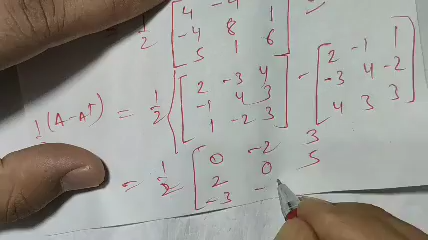 1/2 [ 4 -4 1
-4 8 1
5 1 6 ]
1/2 (A-A^T) = 1/2 { [ 2 -3 4
-1 4 3
1 -2 3 ] - [ 2 -1 1
-3 4 -2
4 3 3 ]
= 1/2 [ 0 -2 3
2 0 5
-3 -